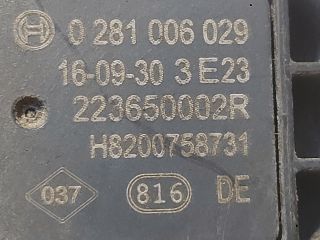 0 281 006 029
16-09-30 3 E23
223650002R
H8200758731
037 816 DE